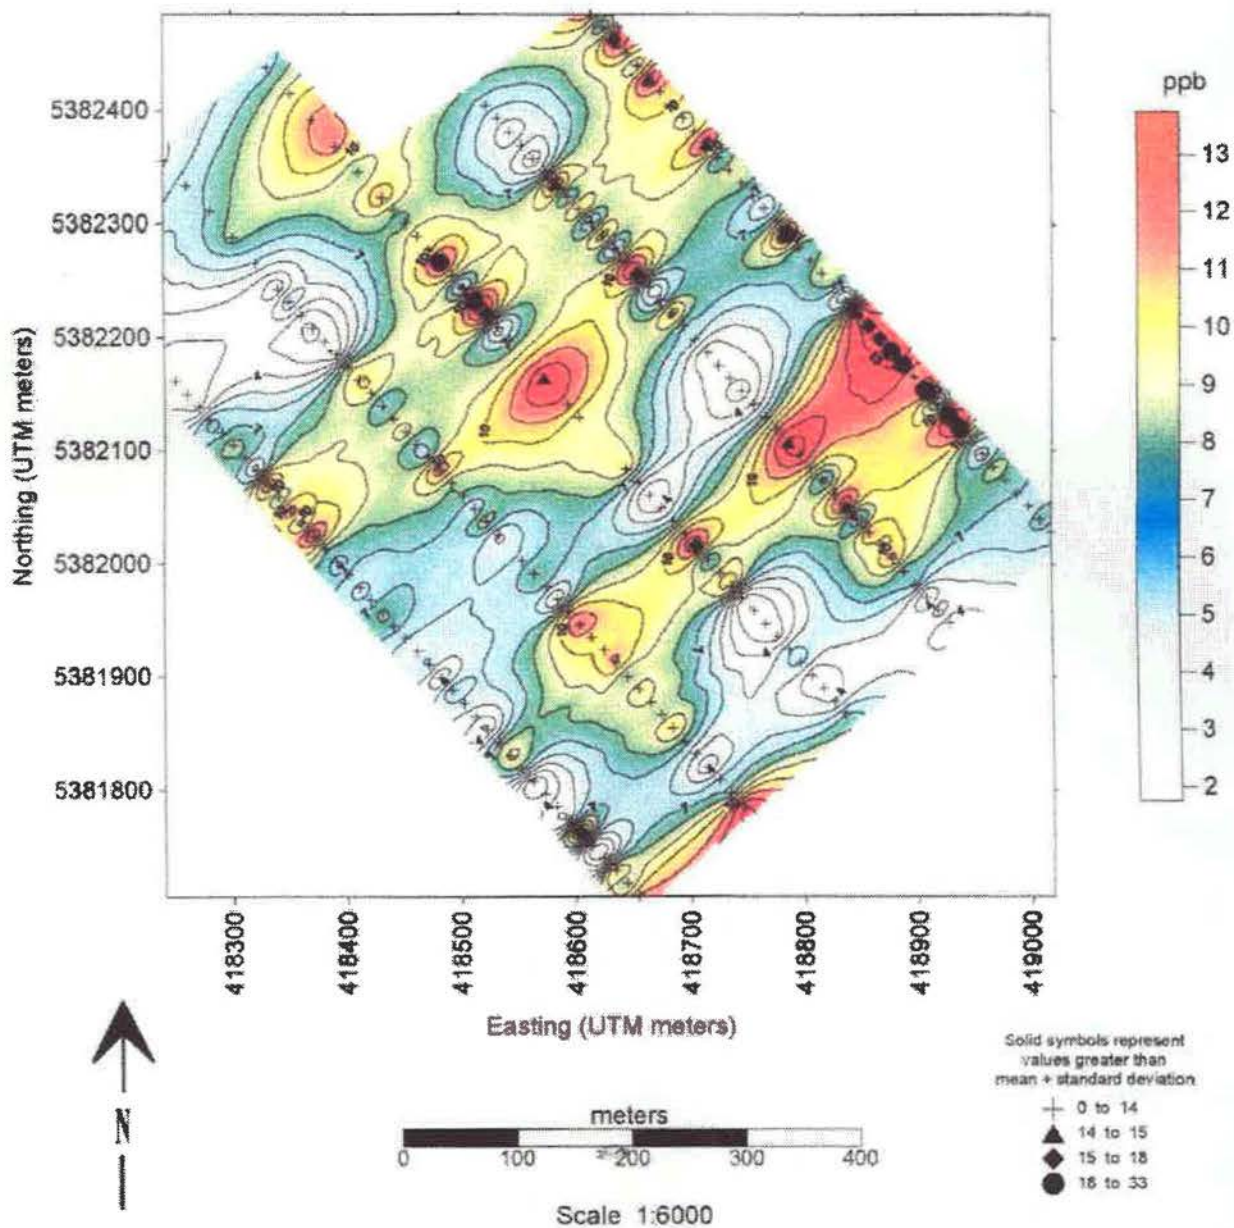 ppb
13
12
11
10
9
8
7
6
5
4
3
2
5382400
5382300
5382200
5382100
5382000
5381900
5381800
Northing (UTM meters)
418300
418400
418500
418600
418700
418800
418900
419000
Easting (UTM meters)
N
meters
0 100 200 300 400
Scale 1:6000
Solid symbols represent
values greater than
mean + standard deviation
0 to 14
14 to 15
15 to 18
18 to 33